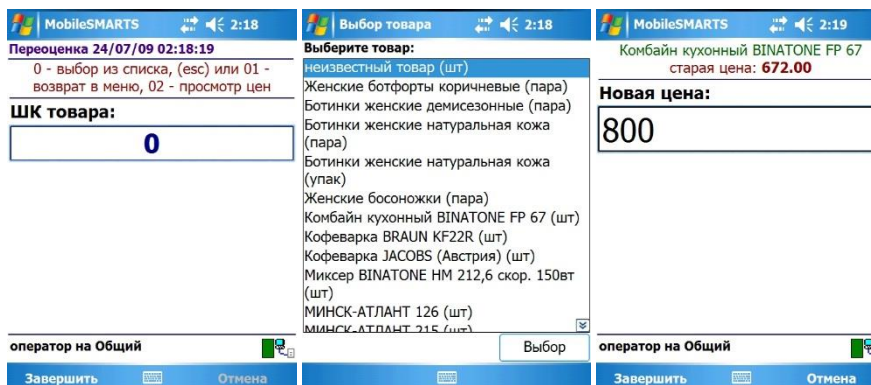 MobileSMARTS 2:18
Переоценка 24/07/09 02:18:19
0 - выбор из списка, (esc) или 01 -
возврат в меню, 02 - просмотр цен
ШК товара:
0
оператор на Общий
Завершить Отмена
Выбор товара 2:18
Выберите товар:
неизвестный товар (шт)
Женские ботфорты коричневые (пара)
Ботинки женские демисезонные (пара)
Ботинки женские натуральная кожа
(пара)
Ботинки женские натуральная кожа
(упак)
Женские босоножки (пара)
Комбайн кухонный BINATONE FP 67 (шт)
Кофеварка BRAUN KF22R (шт)
Кофеварка JACOBS (Австрия) (шт)
Миксер BINATONE HM 212,6 скор. 150вт
(шт)
МИНСК-АТЛАНТ 126 (шт)
МИНСК-АТЛАНТ 215 (шт)
Выбор
MobileSMARTS 2:19
Комбайн кухонный BINATONE FP 67
старая цена: 672.00
Новая цена:
800
оператор на Общий
Завершить Отмена